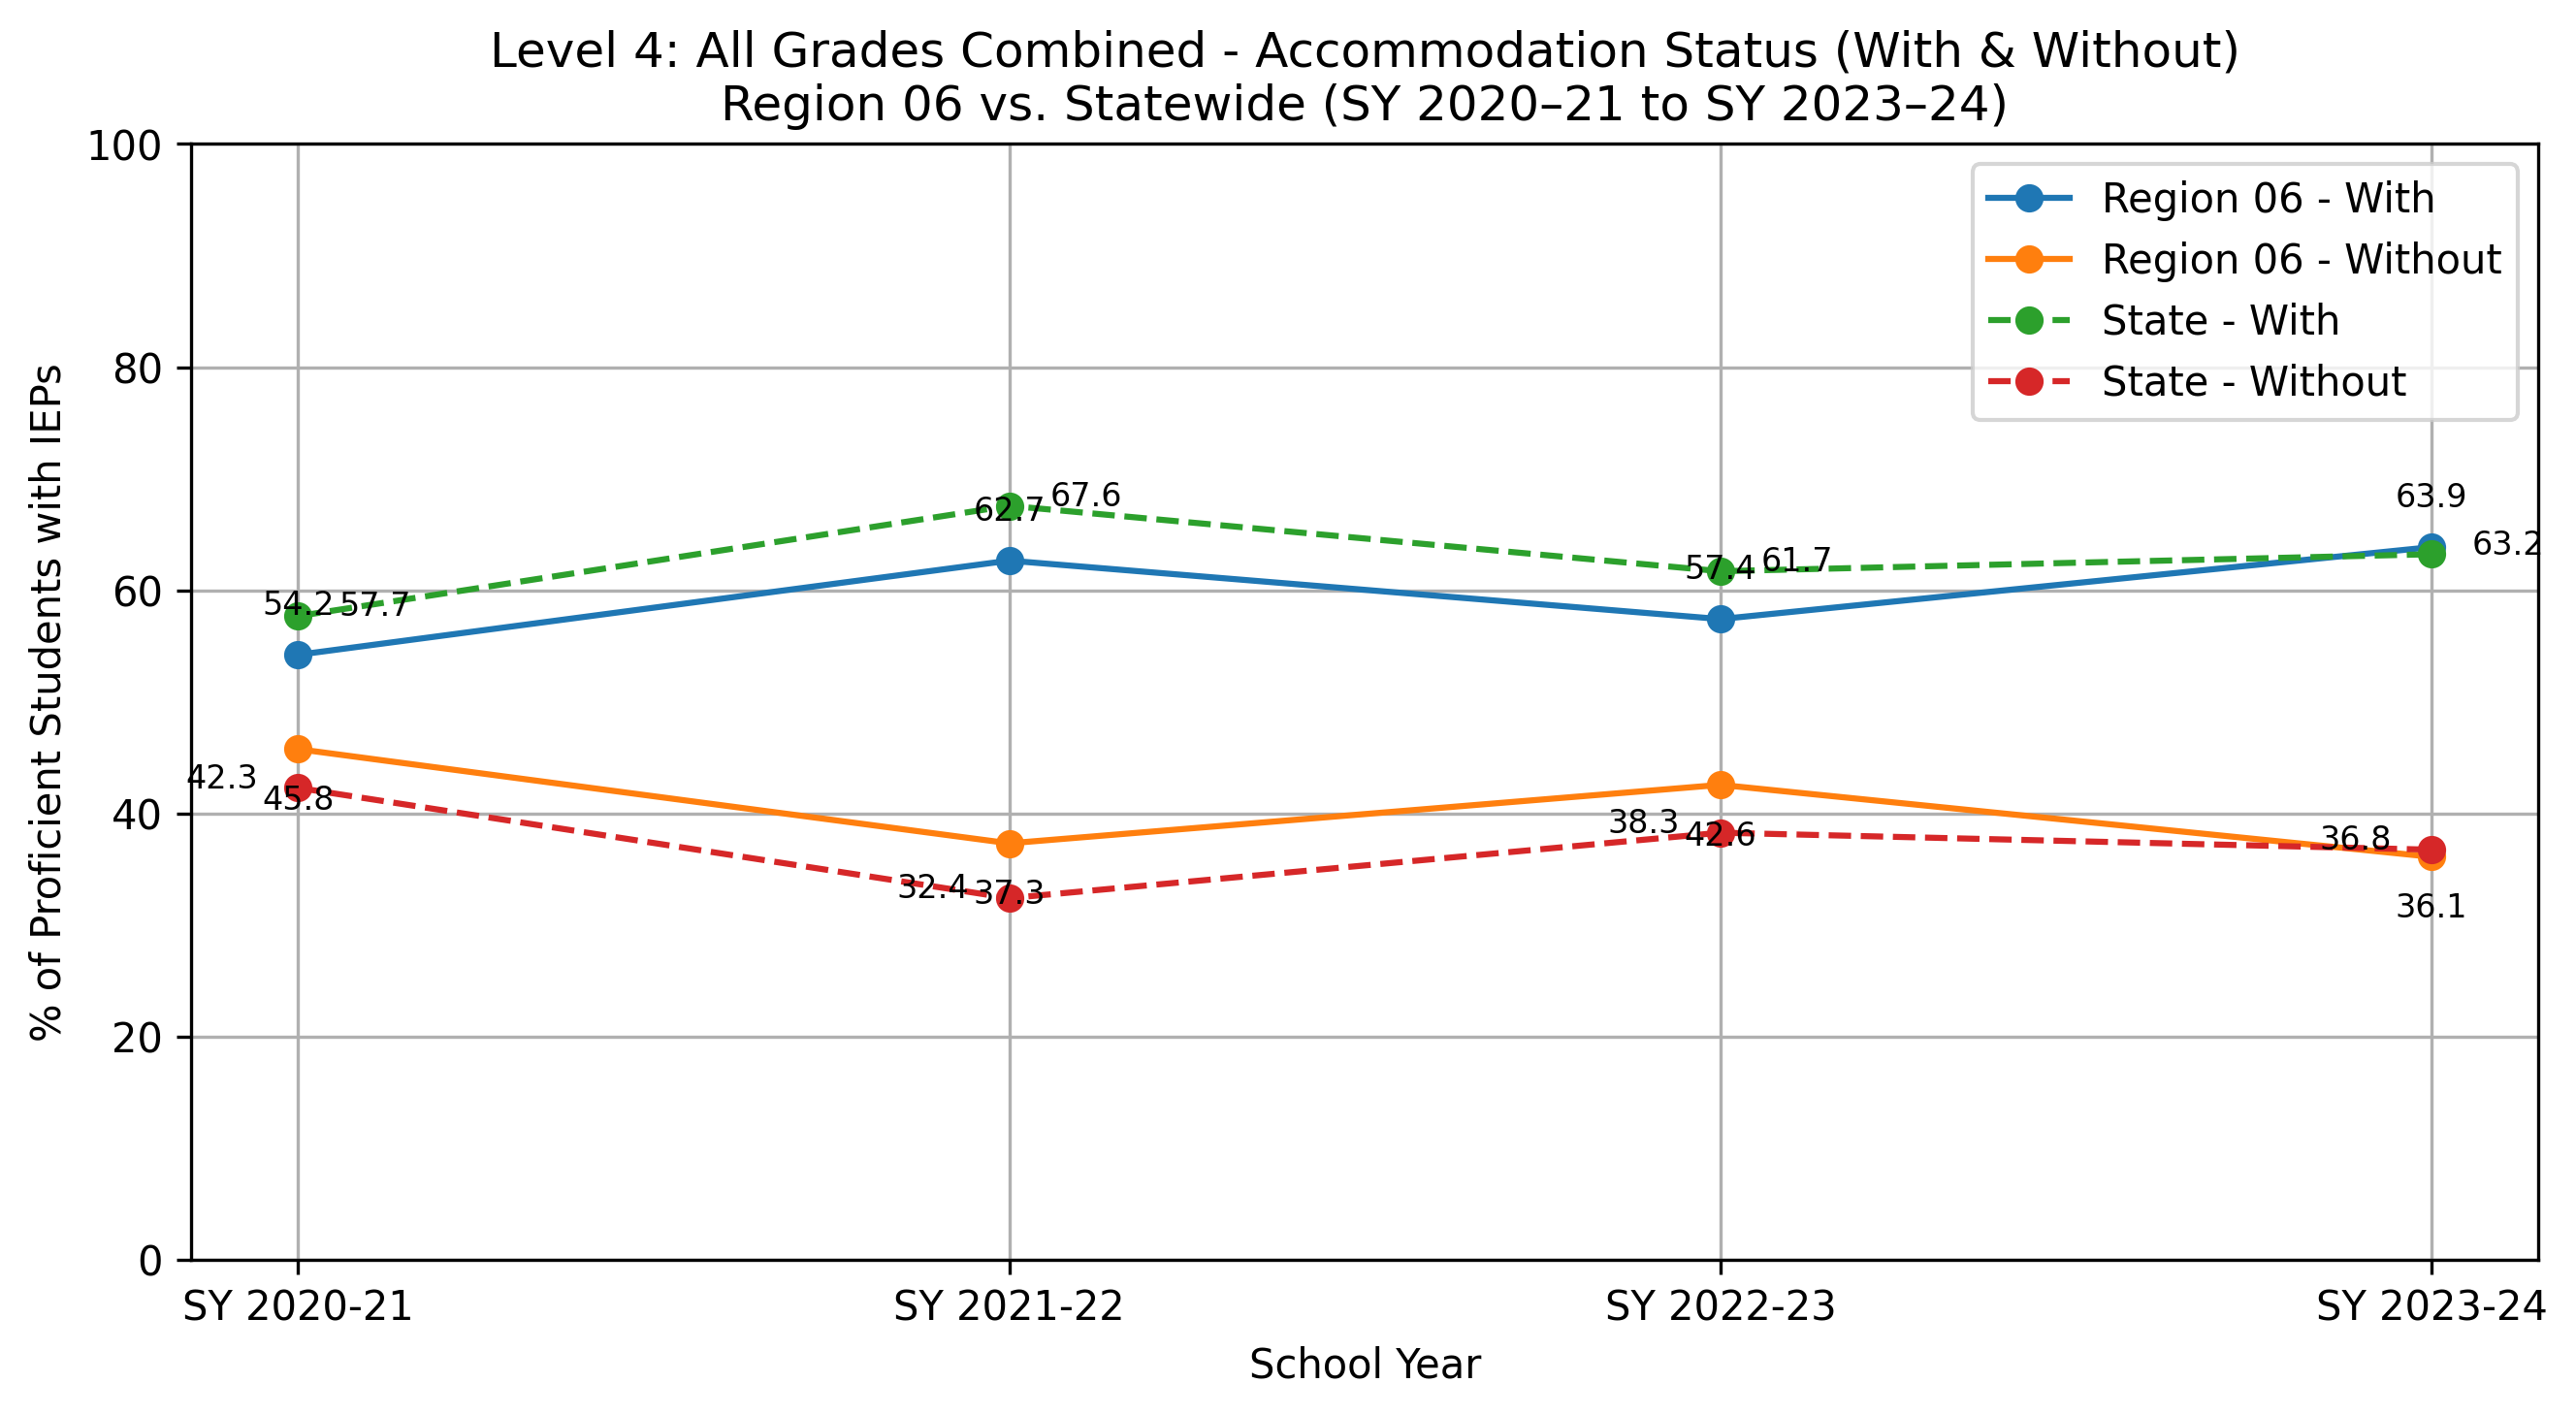 Level 4: All Grades Combined - Accommodation Status (With & Without)
Region 06 vs. Statewide (SY 2020–21 to SY 2023–24)
% of Proficient Students with IEPs
100
80
60
40
20
0
Region 06 - With
Region 06 - Without
State - With
State - Without
54.2
57.7
42.3
45.8
62.7
67.6
32.4
37.3
57.4
61.7
38.3
42.6
63.9
63.2
36.8
36.1
SY 2020-21
SY 2021-22
SY 2022-23
SY 2023-24
School Year